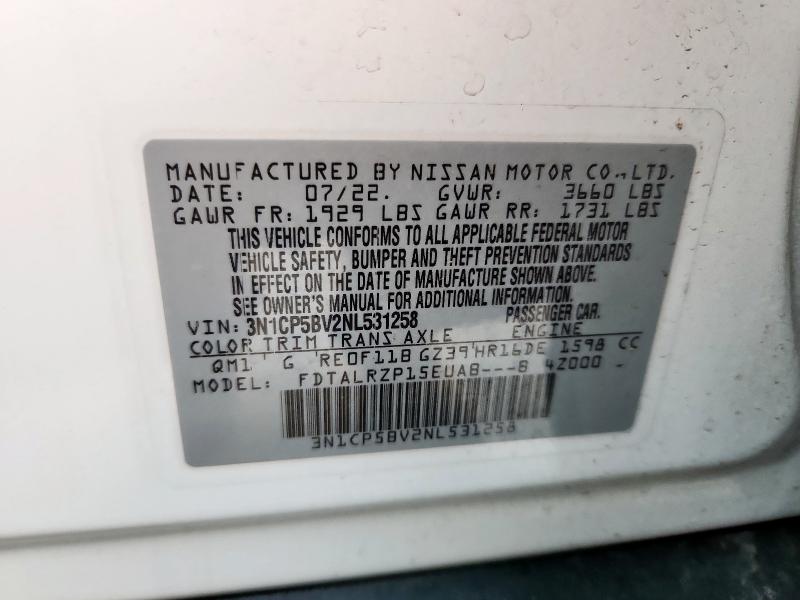 MANUFACTURED BY NISSAN MOTOR CO., LTD.
DATE: 07/22. GVWR: 3660 LBS
GAWR FR: 1929 LBS GAWR RR: 1731 LBS
THIS VEHICLE CONFORMS TO ALL APPLICABLE FEDERAL MOTOR
VEHICLE SAFETY, BUMPER AND THEFT PREVENTION STANDARDS
IN EFFECT ON THE DATE OF MANUFACTURE SHOWN ABOVE.
SEE OWNER'S MANUAL FOR ADDITIONAL INFORMATION.
VIN: 3N1CP5BV2NL531258 PASSENGER CAR.
COLOR TRIM TRANS AXLE ENGINE
QM1 G RE0F11B GZ39 HR16DE 1598 CC
MODEL: FDTALRZP15EUAB---B 4Z000 -
3N1CP5BV2NL531258